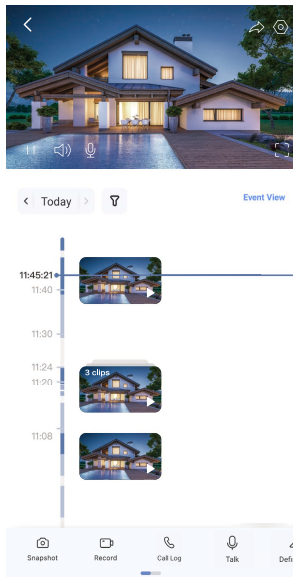 Today
Event View
11:45:21
11:40
11:30
11:24
3 clips
11:20
11:08
Snapshot
Record
Call Log
Talk